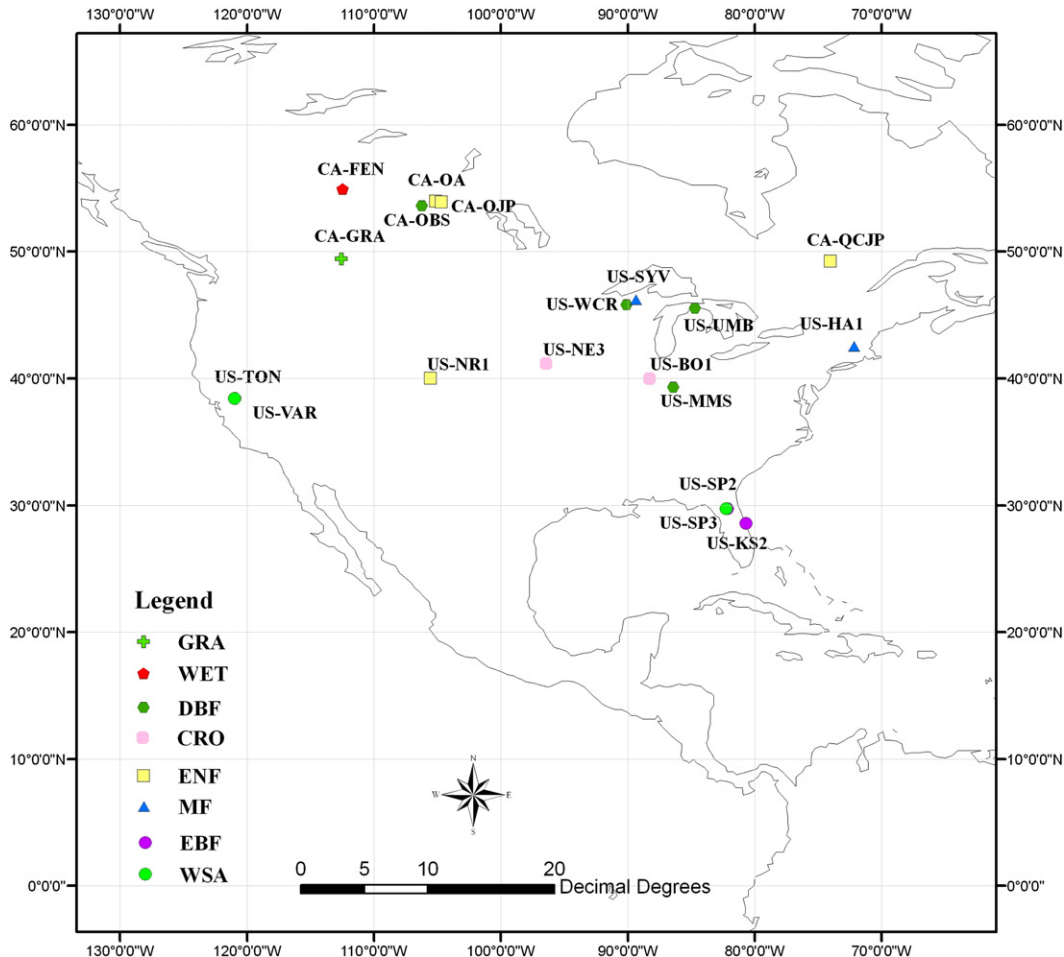 130°0'0"W 120°0'0"W 110°0'0"W 100°0'0"W 90°0'0"W 80°0'0"W 70°0'0"W
60°0'0"N 60°0'0"N
CA-FEN
CA-OA
CA-OBS
CA-OJP
CA-GRA
CA-QCJP
50°0'0"N 50°0'0"N
US-SYV
US-WCR
US-UMB
US-HA1
US-NE3
US-NR1
US-BO1
40°0'0"N 40°0'0"N
US-TON
US-MMS
US-VAR
US-SP2
30°0'0"N 30°0'0"N
US-SP3
US-KS2
Legend
GRA
20°0'0"N 20°0'0"N
WET
DBF
CRO
10°0'0"N 10°0'0"N
ENF
MF
EBF
WSA
N
W E
S
0 5 10 20
Decimal Degrees
0°0'0" 0°0'0"
130°0'0"W 120°0'0"W 110°0'0"W 100°0'0"W 90°0'0"W 80°0'0"W 70°0'0"W